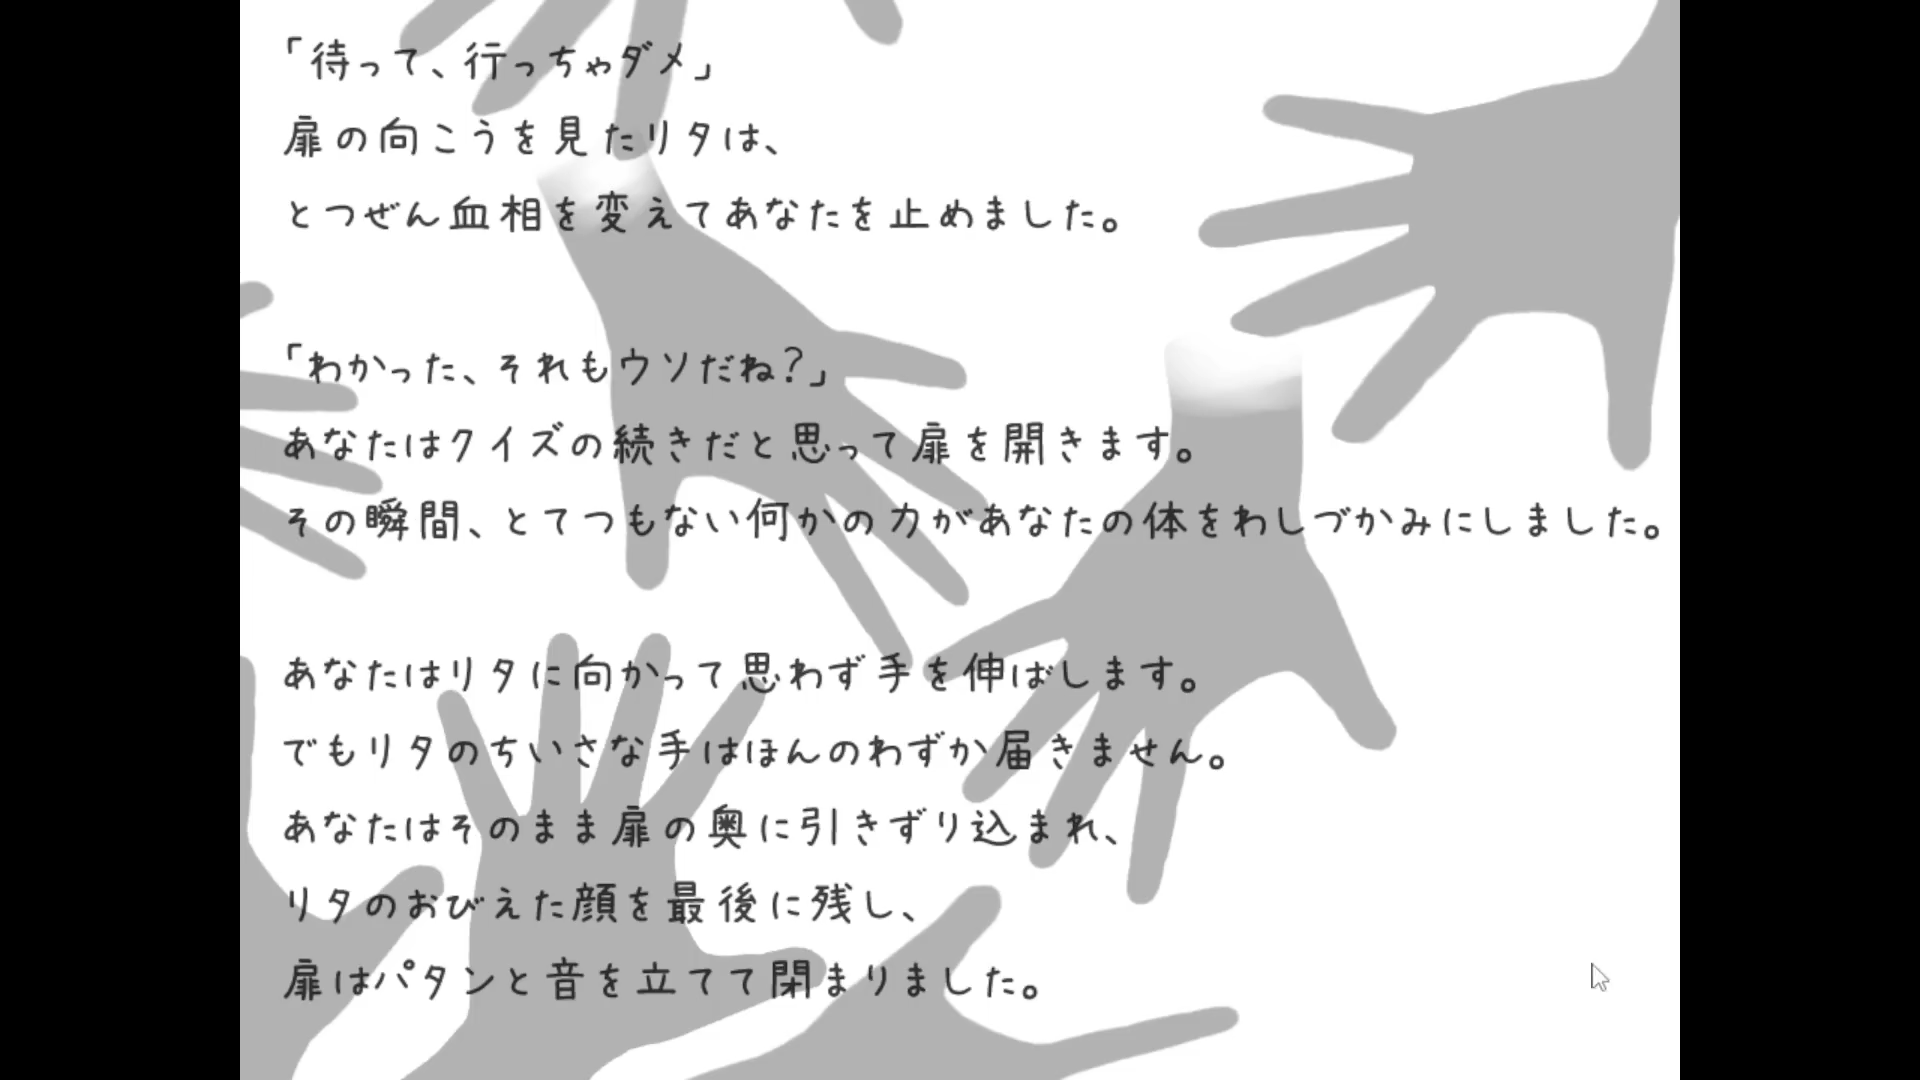 「待って、行っちゃダメ」
扉の向こうを見たリタは、
とつぜん血相を変えてあなたを止めました。
「わかった、それもウソだね？」
あなたはクイズの続きだと思って扉を開きます。
その瞬間、とてつもない何かの力があなたの体をわしづかみにしました。
あなたはリタに向かって思わず手を伸ばします。
でもリタのちいさな手はほんのわずか届きません。
あなたはそのまま扉の奥に引きずり込まれ、
リタのおびえた顔を最後に残し、
扉はパタンと音を立てて閉まりました。